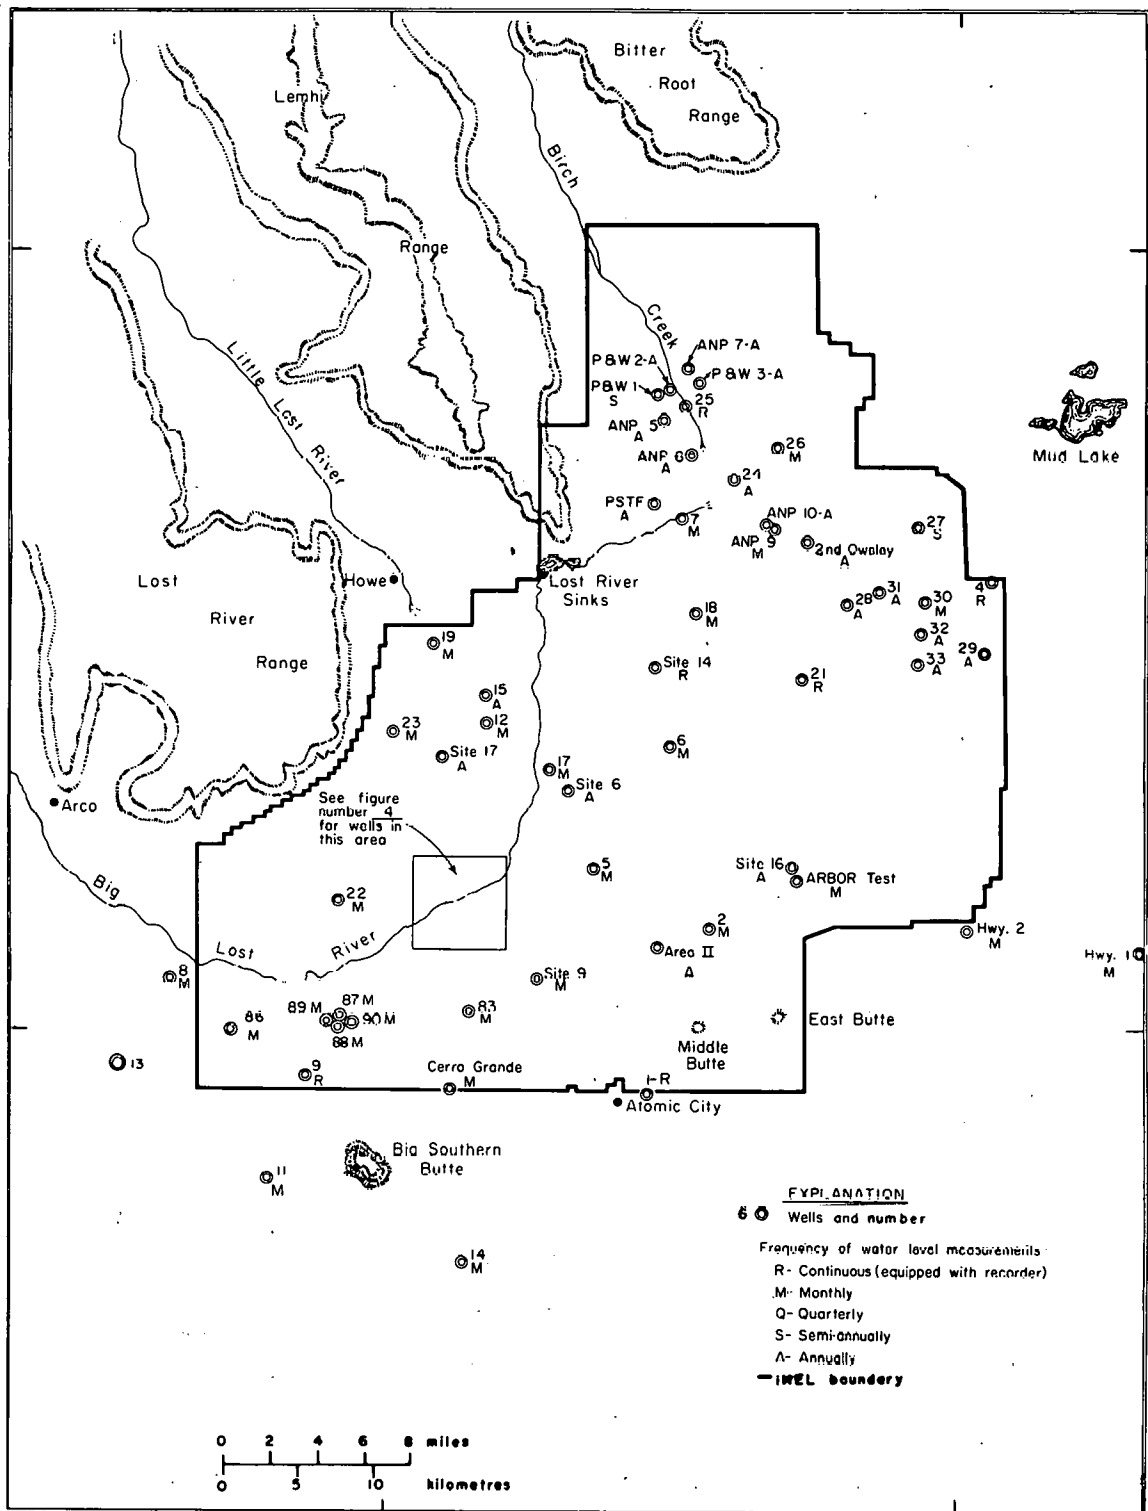 Bitter
Root
Range
Lemhi
Range
Birch
Creek
Little Lost River
ANP 7-A
P&W 2-A
P&W 3-A
P&W 1
S
25
R
ANP 5
A
ANP 6
A
26
M
24
A
Mud Lake
PSTF
A
7
M
ANP 10-A
ANP 9
M
2nd Owsley
A
27
S
Lost
River
Range
Howe
Lost River
Sinks
4
R
31
A
28
A
30
M
18
M
32
A
29
A
33
A
19
M
Site 14
R
21
R
15
A
12
M
23
M
Site 17
A
6
M
17
M
Site 6
A
Arco
See figure
number 4
for wells in
this area
5
M
Site 16
A
ARBOR Test
M
Big
Lost
River
22
M
2
M
Area II
A
Hwy. 2
M
Hwy. 1
M
8
M
Site 9
M
86
M
89 M
87 M
90 M
88 M
83
M
East Butte
Middle
Butte
13
9
R
Cerro Grande
M
1-R
Atomic City
Big Southern
Butte
11
M
14
M
EXPLANATION
6 Wells and number
Frequency of water level measurements
R- Continuous (equipped with recorder)
M- Monthly
Q- Quarterly
S- Semi-annually
A- Annually
INEL boundary
0 2 4 6 8 miles
0 5 10 kilometres